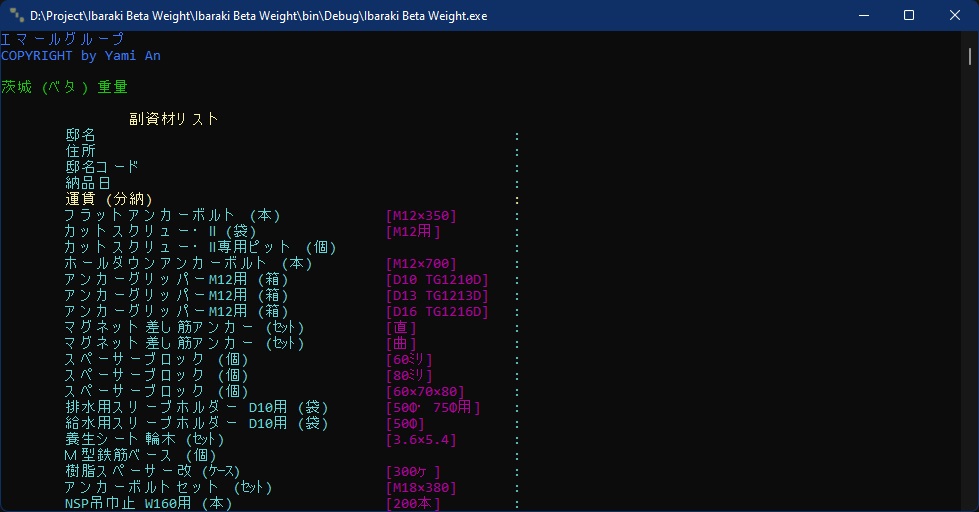 D:\Project\Ibaraki Beta Weight\Ibaraki Beta Weight\bin\Debug\Ibaraki Beta Weight.exe
エマールグループ
COPYRIGHT by Yami An
茨城 (ベタ) 重量
副資材リスト
邸名 :
住所 :
邸名コード :
納品日 :
運賃 (分納) :
フラットアンカーボルト (本) [M12×350] :
カットスクリュー・Ⅱ (袋) [M12用] :
カットスクリュー・Ⅱ専用ビット (個) :
ホールダウンアンカーボルト (本) [M12×700] :
アンカーグリッパーM12用 (箱) [D10 TG1210D] :
アンカーグリッパーM12用 (箱) [D13 TG1213D] :
アンカーグリッパーM12用 (箱) [D16 TG1216D] :
マグネット差し筋アンカー (ｾｯﾄ) [直] :
マグネット差し筋アンカー (ｾｯﾄ) [曲] :
スペーサーブロック (個) [60ﾐﾘ] :
スペーサーブロック (個) [80ﾐﾘ] :
スペーサーブロック (個) [60×70×80] :
排水用スリーブホルダー D10用 (袋) [50Φ･ 75Φ用] :
給水用スリーブホルダー D10用 (袋) [50Φ] :
養生シート輪木 (ｾｯﾄ) [3.6×5.4] :
Ｍ型鉄筋ベース (個) :
樹脂スペーサー改 (ｹｰｽ) [300ヶ] :
アンカーボルトセット (ｾｯﾄ) [M18×380] :
NSP吊巾止 W160用 (本) [200本] :